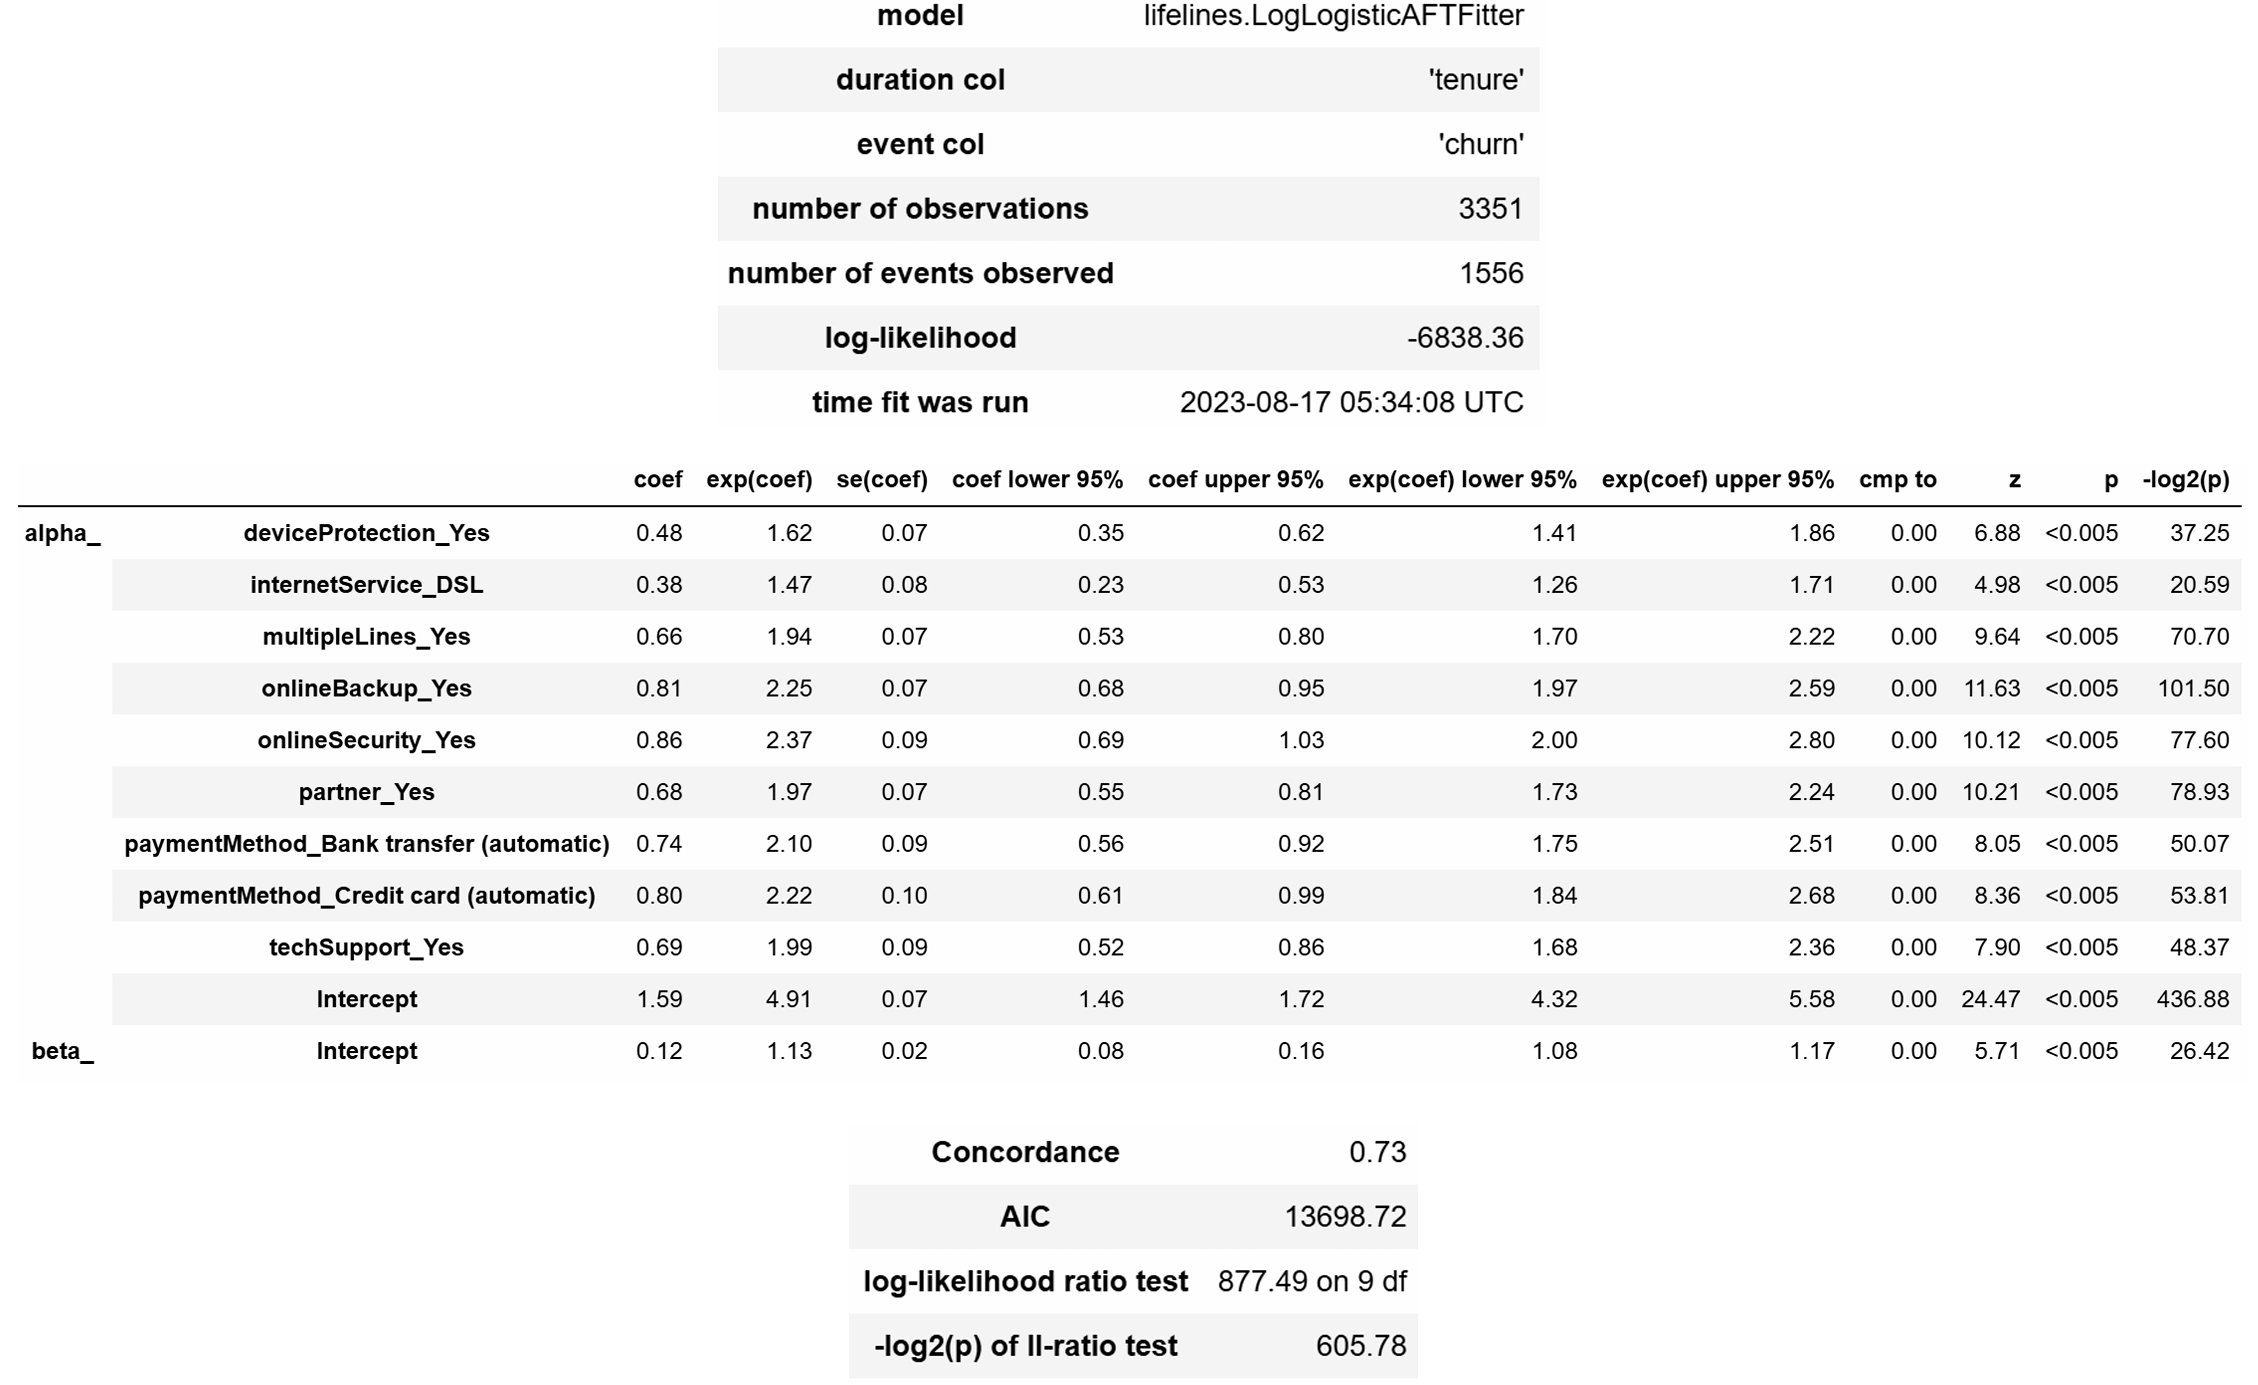 model lifelines.LogLogisticAFTFitter
duration col 'tenure'
event col 'churn'
number of observations 3351
number of events observed 1556
log-likelihood -6838.36
time fit was run 2023-08-17 05:34:08 UTC
coef exp(coef) se(coef) coef lower 95% coef upper 95% exp(coef) lower 95% exp(coef) upper 95% cmp to z p -log2(p)
alpha_ deviceProtection_Yes 0.48 1.62 0.07 0.35 0.62 1.41 1.86 0.00 6.88 <0.005 37.25
internetService_DSL 0.38 1.47 0.08 0.23 0.53 1.26 1.71 0.00 4.98 <0.005 20.59
multipleLines_Yes 0.66 1.94 0.07 0.53 0.80 1.70 2.22 0.00 9.64 <0.005 70.70
onlineBackup_Yes 0.81 2.25 0.07 0.68 0.95 1.97 2.59 0.00 11.63 <0.005 101.50
onlineSecurity_Yes 0.86 2.37 0.09 0.69 1.03 2.00 2.80 0.00 10.12 <0.005 77.60
partner_Yes 0.68 1.97 0.07 0.55 0.81 1.73 2.24 0.00 10.21 <0.005 78.93
paymentMethod_Bank transfer (automatic) 0.74 2.10 0.09 0.56 0.92 1.75 2.51 0.00 8.05 <0.005 50.07
paymentMethod_Credit card (automatic) 0.80 2.22 0.10 0.61 0.99 1.84 2.68 0.00 8.36 <0.005 53.81
techSupport_Yes 0.69 1.99 0.09 0.52 0.86 1.68 2.36 0.00 7.90 <0.005 48.37
Intercept 1.59 4.91 0.07 1.46 1.72 4.32 5.58 0.00 24.47 <0.005 436.88
beta_ Intercept 0.12 1.13 0.02 0.08 0.16 1.08 1.17 0.00 5.71 <0.005 26.42
Concordance 0.73
AIC 13698.72
log-likelihood ratio test 877.49 on 9 df
-log2(p) of ll-ratio test 605.78